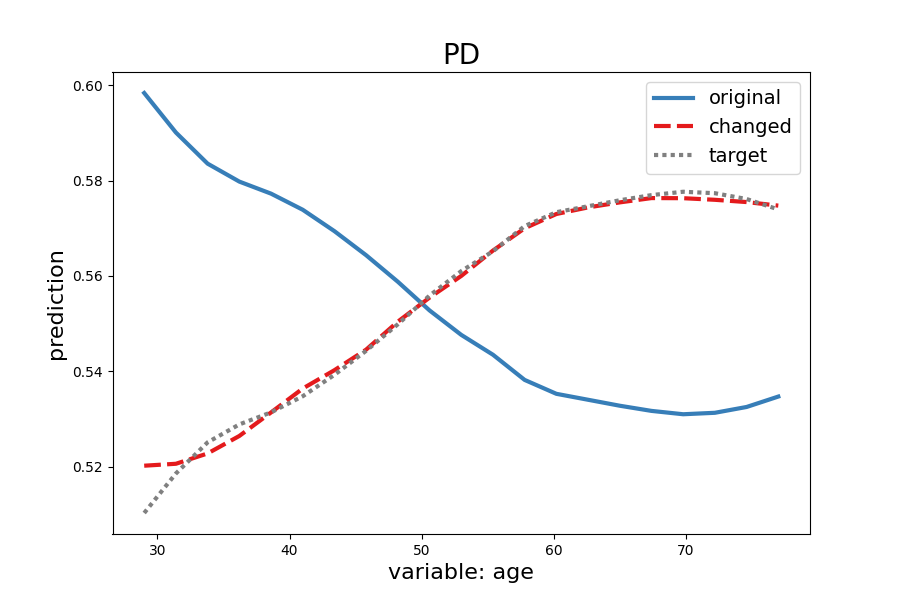 PD
original
changed
target
0.60
0.58
0.56
0.54
0.52
prediction
30 40 50 60 70
variable: age